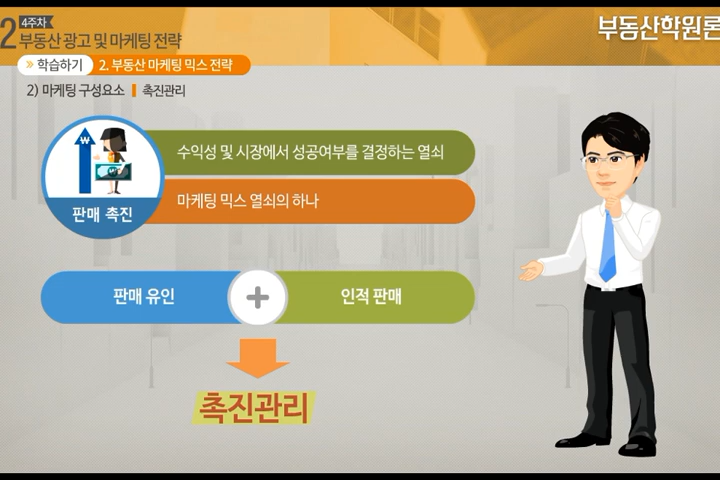 4주차
2 부동산 광고 및 마케팅 전략
부동산학원론
» 학습하기 2. 부동산 마케팅 믹스 전략
2) 마케팅 구성요소 촉진관리
₩
수익성 및 시장에서 성공여부를 결정하는 열쇠
판매 촉진
마케팅 믹스 열쇠의 하나
판매 유인 + 인적 판매
촉진관리